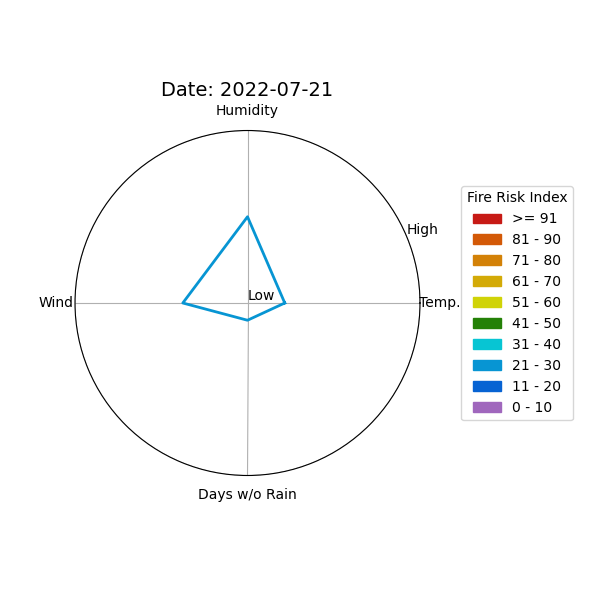 Date: 2022-07-21
Humidity
High
Low
Wind
Temp.
Days w/o Rain
Fire Risk Index
>= 91
81 - 90
71 - 80
61 - 70
51 - 60
41 - 50
31 - 40
21 - 30
11 - 20
0 - 10